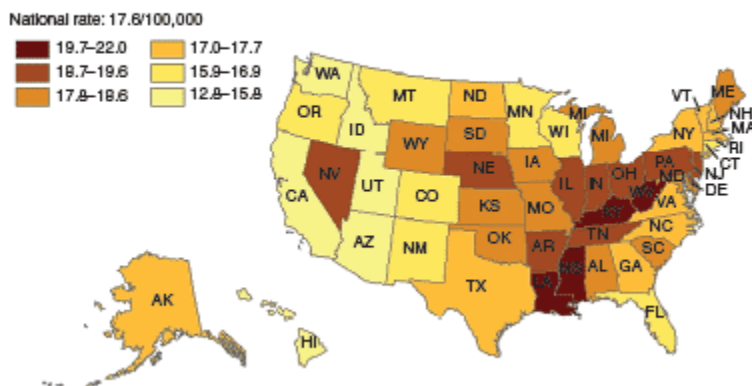 National rate: 17.6/100,000
19.7–22.0 17.0–17.7
18.7–19.6 15.9–16.9
17.8–18.6 12.8–15.8
WA MT ND MN VT ME
OR ID WY SD WI MI MI NY NH
MA
RI
CT
NV NE IA IL IN OH PA NJ
MD
DE
CA UT CO KS MO KY WV VA
AZ NM OK AR TN NC
SC
TX LA MS AL GA
FL
AK HI